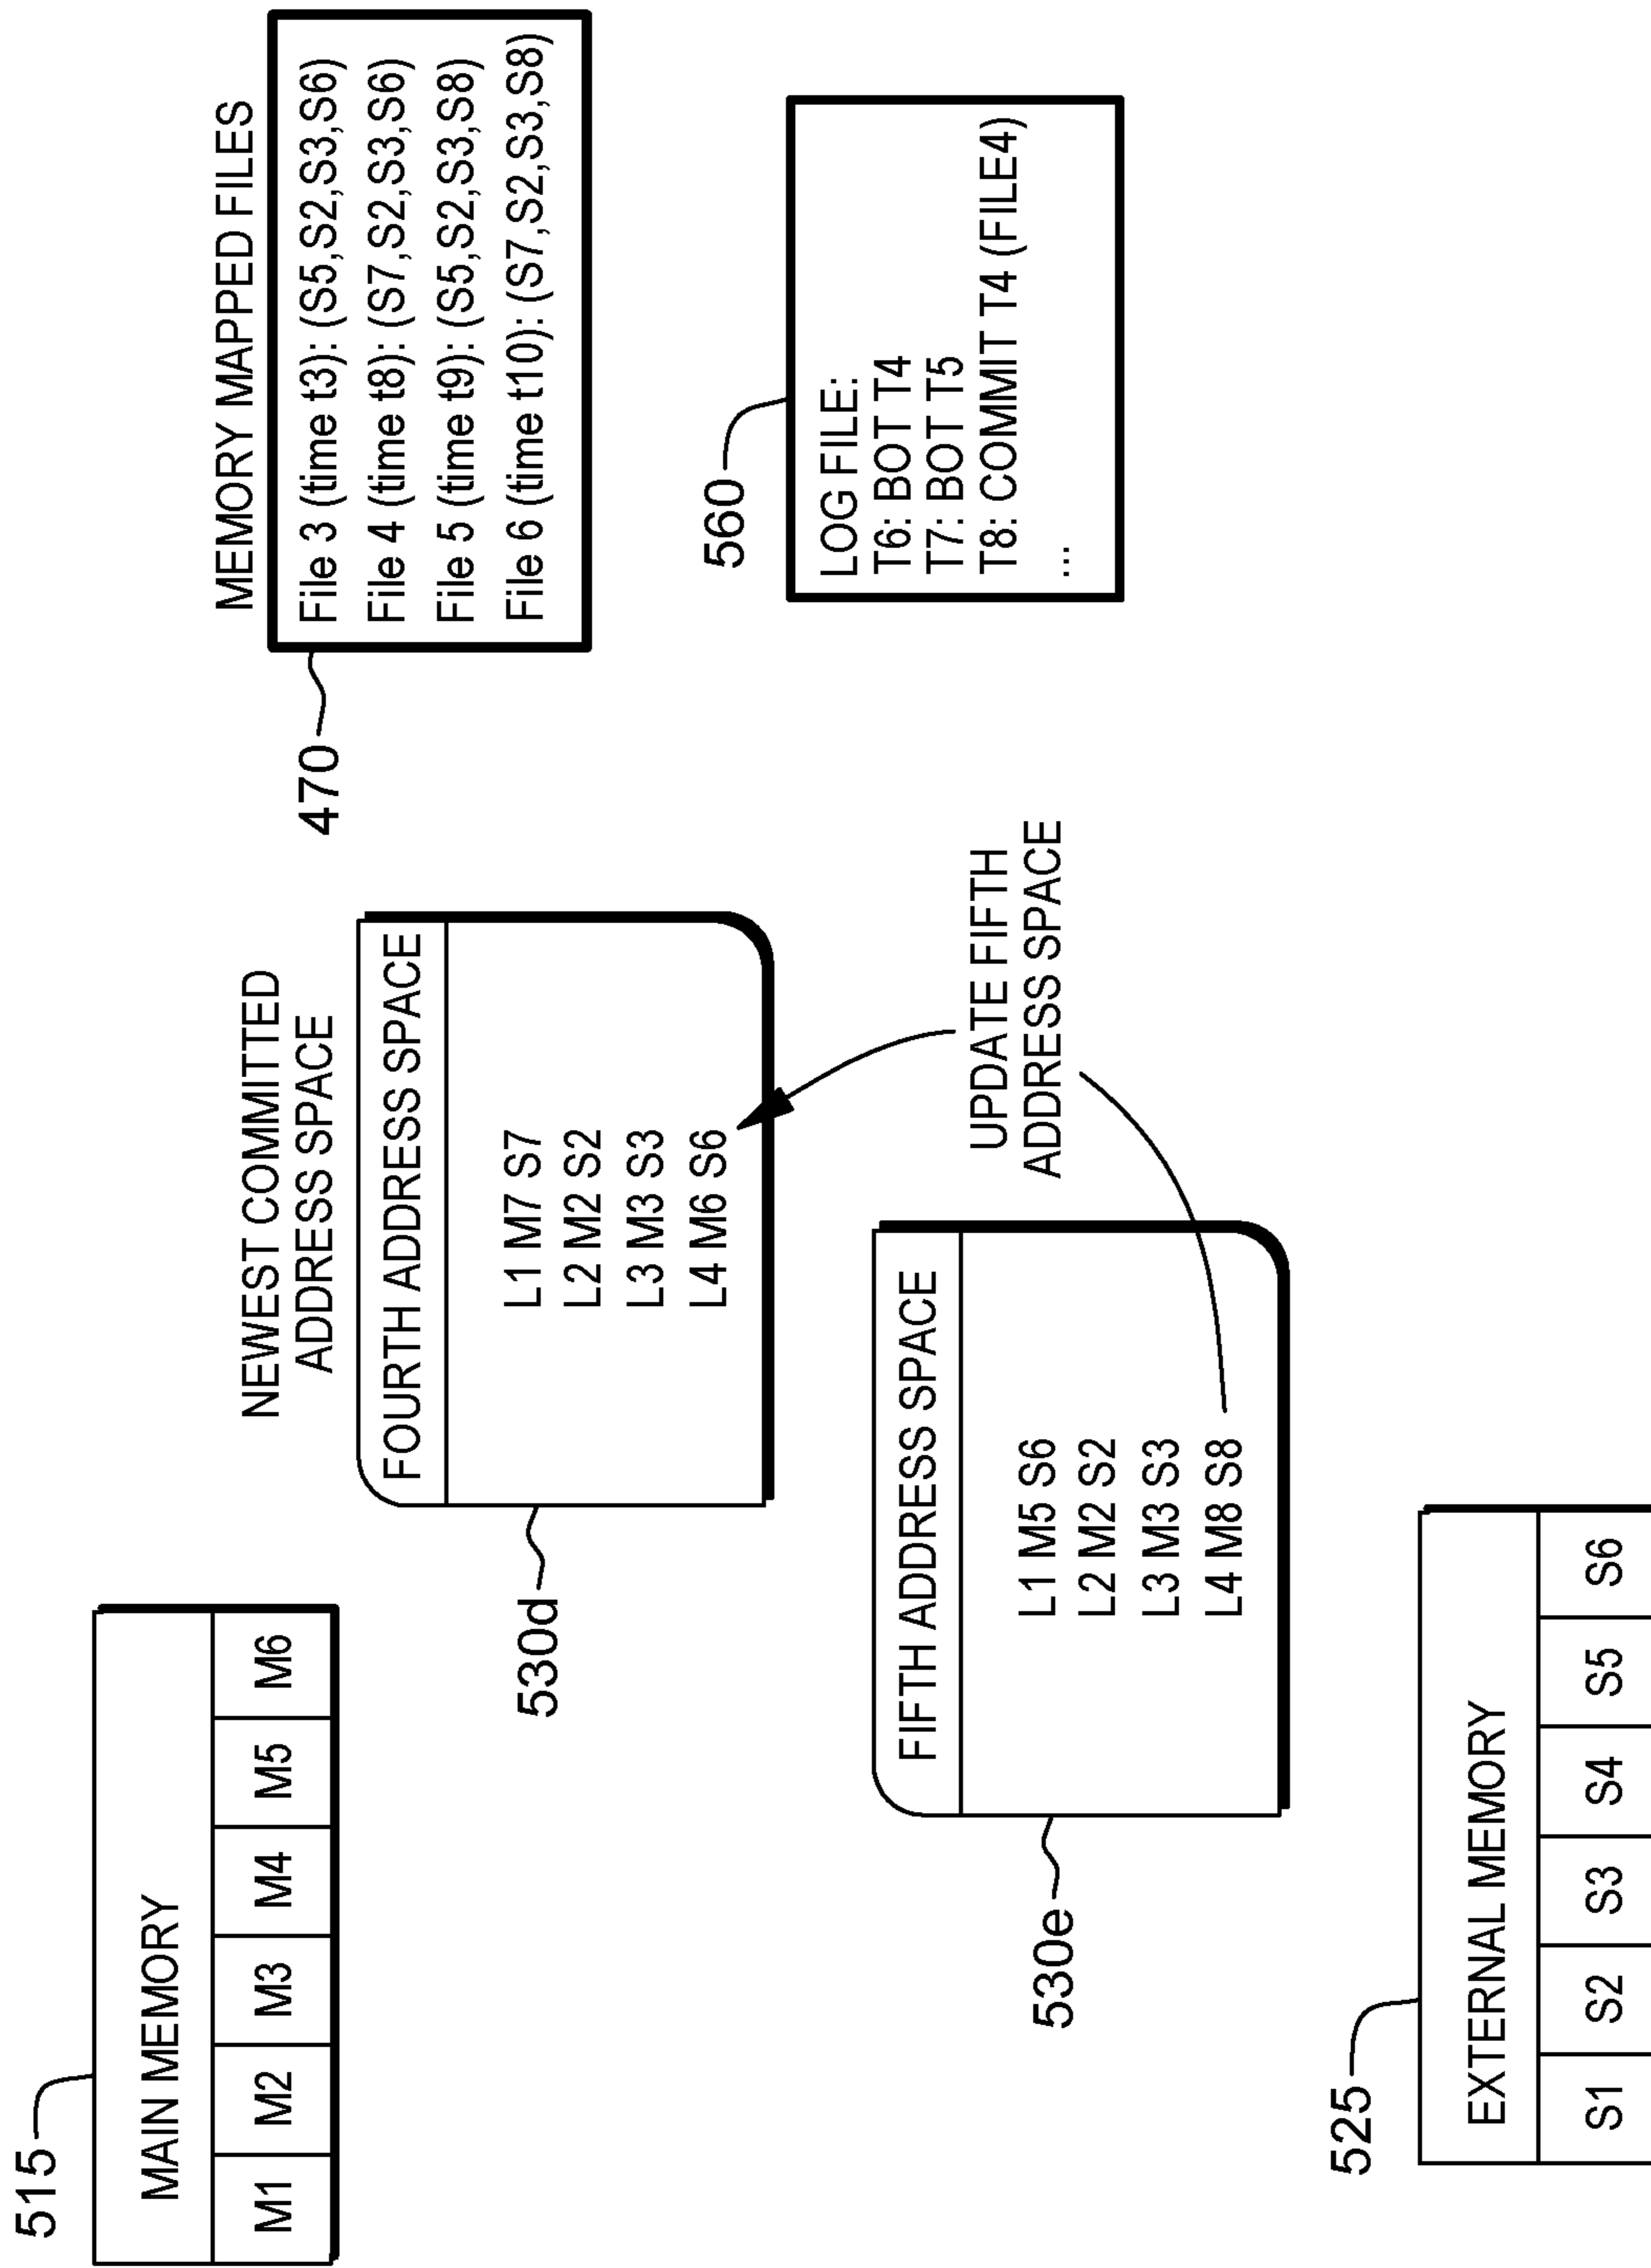 515
MAIN MEMORY
M1 M2 M3 M4 M5 M6
NEWEST COMMITTED
ADDRESS SPACE
530d
FOURTH ADDRESS SPACE
L1 M7 S7
L2 M2 S2
L3 M3 S3
L4 M6 S6
MEMORY MAPPED FILES
470
File 3 (time t3): (S5,S2,S3,S6)
File 4 (time t8): (S7,S2,S3,S6)
File 5 (time t9): (S5,S2,S3,S8)
File 6 (time t10): (S7,S2,S3,S8)
560
LOG FILE:
T6: BOT T4
T7: BOT T5
T8: COMMIT T4 (FILE4)
...
530e
FIFTH ADDRESS SPACE
L1 M5 S6
L2 M2 S2
L3 M3 S3
L4 M8 S8
UPDATE FIFTH
ADDRESS SPACE
525
EXTERNAL MEMORY
S1 S2 S3 S4 S5 S6